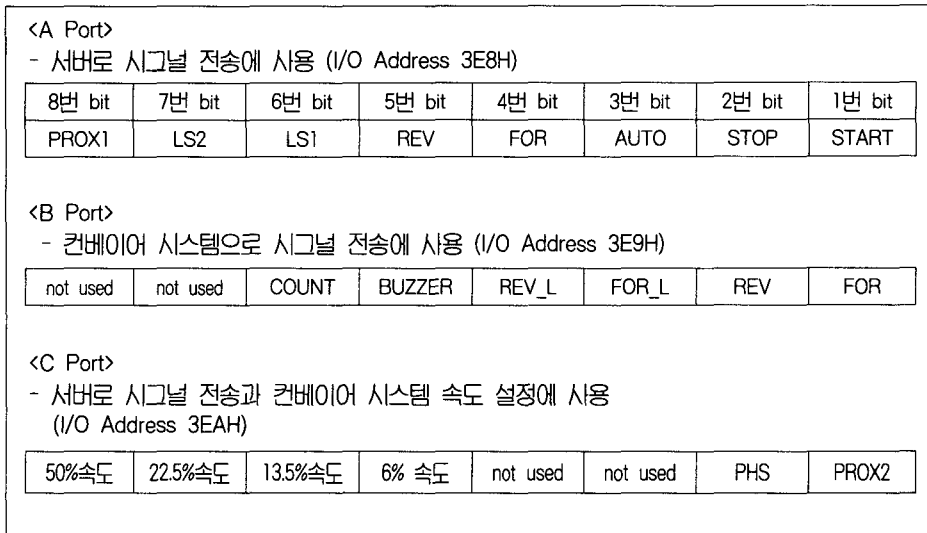 <A Port>
- 서버로 시그널 전송에 사용 (I/O Address 3E8H)
8번 bit 7번 bit 6번 bit 5번 bit 4번 bit 3번 bit 2번 bit 1번 bit
PROX1 LS2 LS1 REV FOR AUTO STOP START
<B Port>
- 컨베이어 시스템으로 시그널 전송에 사용 (I/O Address 3E9H)
not used not used COUNT BUZZER REV_L FOR_L REV FOR
<C Port>
- 서버로 시그널 전송과 컨베이어 시스템 속도 설정에 사용
(I/O Address 3EAH)
50%속도 22.5%속도 13.5%속도 6% 속도 not used not used PHS PROX2